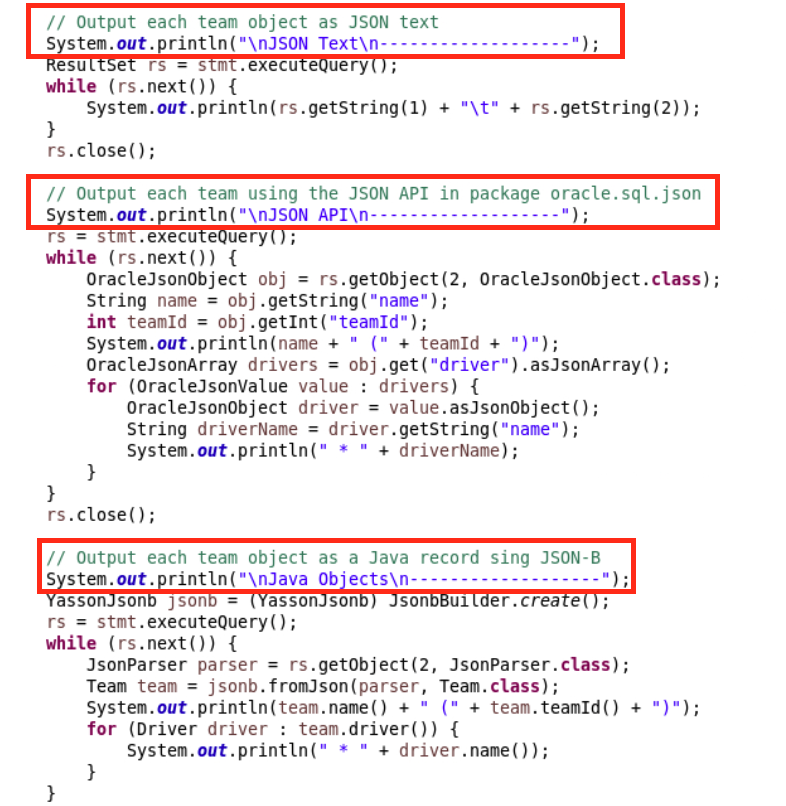 // Output each team object as JSON text
System.out.println("\nJSON Text\n-------------------");
ResultSet rs = stmt.executeQuery();
while (rs.next()) {
    System.out.println(rs.getString(1) + "\t" + rs.getString(2));
}
rs.close();
// Output each team using the JSON API in package oracle.sql.json
System.out.println("\nJSON API\n-------------------");
rs = stmt.executeQuery();
while (rs.next()) {
    OracleJsonObject obj = rs.getObject(2, OracleJsonObject.class);
    String name = obj.getString("name");
    int teamId = obj.getInt("teamId");
    System.out.println(name + " (" + teamId + ")");
    OracleJsonArray drivers = obj.get("driver").asJsonArray();
    for (OracleJsonValue value : drivers) {
        OracleJsonObject driver = value.asJsonObject();
        String driverName = driver.getString("name");
        System.out.println(" * " + driverName);
    }
}
rs.close();
// Output each team object as a Java record sing JSON-B
System.out.println("\nJava Objects\n-------------------");
YassonJsonb jsonb = (YassonJsonb) JsonbBuilder.create();
rs = stmt.executeQuery();
while (rs.next()) {
    JsonParser parser = rs.getObject(2, JsonParser.class);
    Team team = jsonb.fromJson(parser, Team.class);
    System.out.println(team.name() + " (" + team.teamId() + ")");
    for (Driver driver : team.driver()) {
        System.out.println(" * " + driver.name());
    }
}